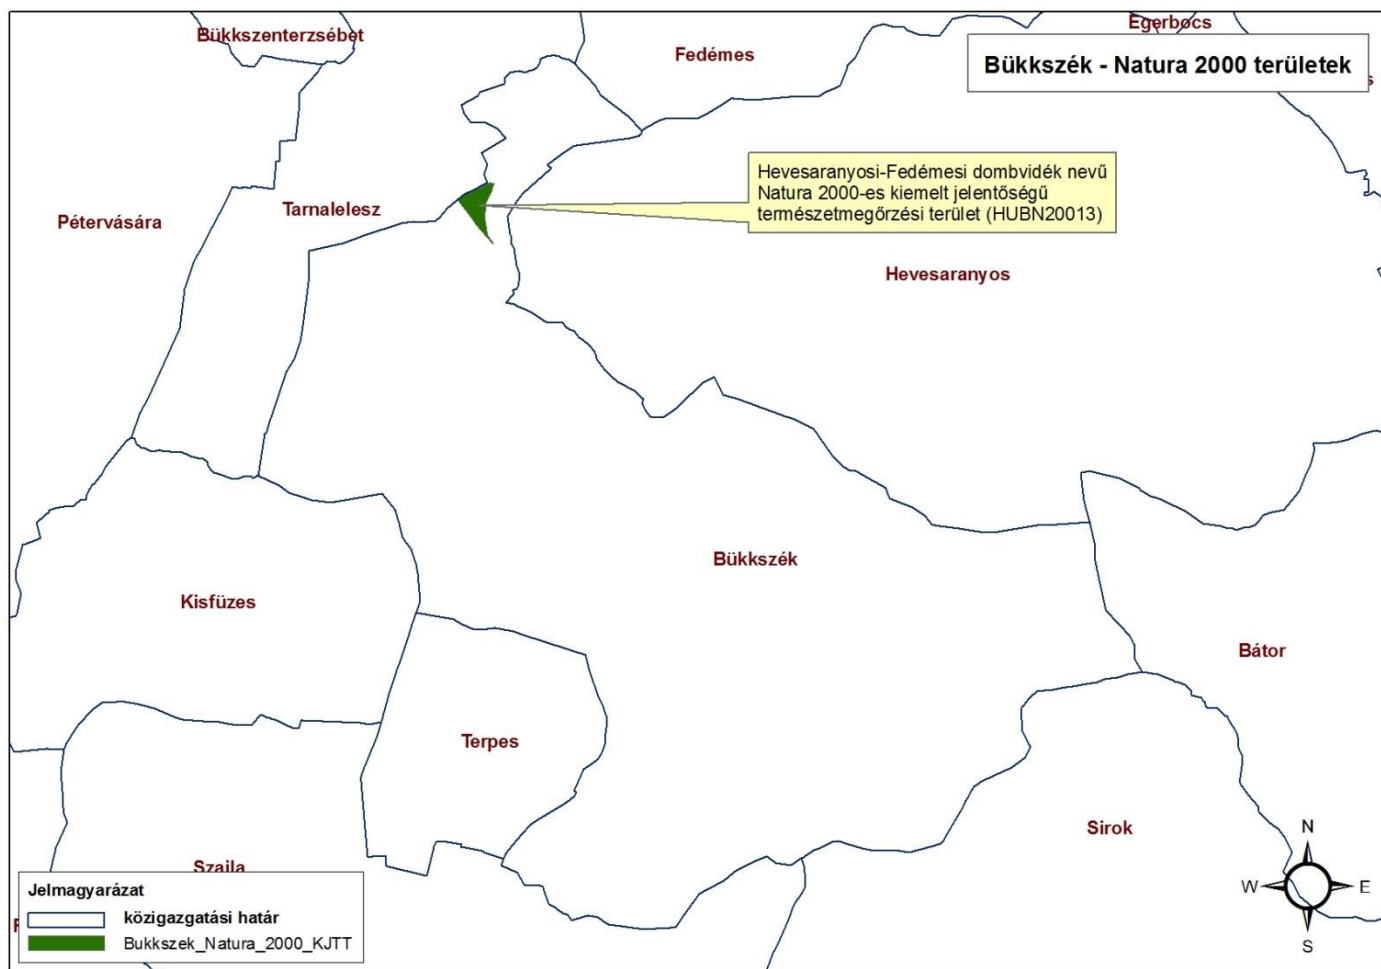 Bükkszenterzsébet
Fedémes
Egerbocs
Bükkszék - Natura 2000 területek
Hevesaranyosi-Fedémesi dombvidék nevű
Natura 2000-es kiemelt jelentőségű
természetmegőrzési terület (HUBN20013)
Pétervására
Tarnalelesz
Hevesaranyos
Bükkszék
Kisfüzes
Bátor
Terpes
Sirok
Szajla
N
W
E
S
Jelmagyarázat
közigazgatási határ
Bukkszek_Natura_2000_KJTT